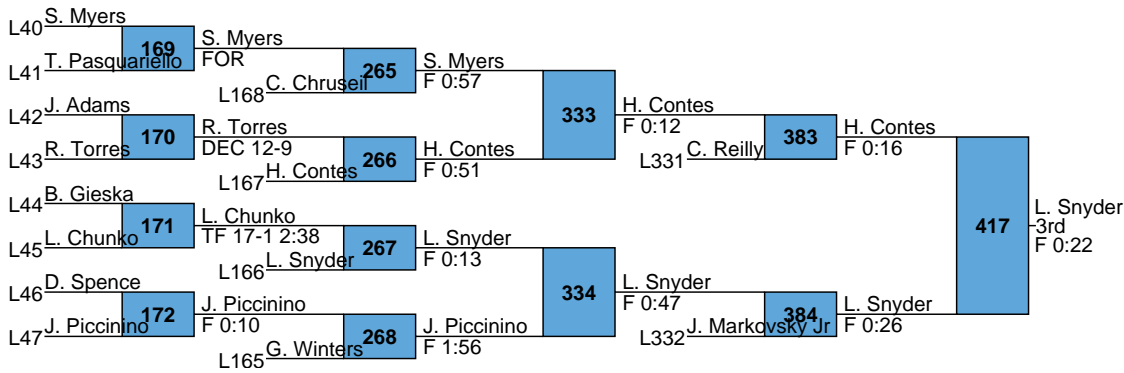 L40 S. Myers
169
L41 T. Pasquariello
S. Myers
FOR
265
L168 C. Chruseil
S. Myers
F 0:57
L42 J. Adams
170
L43 R. Torres
R. Torres
DEC 12-9
266
L167 H. Contes
H. Contes
F 0:51
333
H. Contes
F 0:12
383
L331 C. Reilly
H. Contes
F 0:16
L44 B. Gieska
171
L45 L. Chunko
L. Chunko
TF 17-1 2:38
267
L166 L. Snyder
L. Snyder
F 0:13
L46 D. Spence
172
L47 J. Piccinino
J. Piccinino
F 0:10
268
L165 G. Winters
J. Piccinino
F 1:56
334
L. Snyder
F 0:47
384
L332 J. Markovsky Jr
L. Snyder
F 0:26
417
L. Snyder
3rd
F 0:22